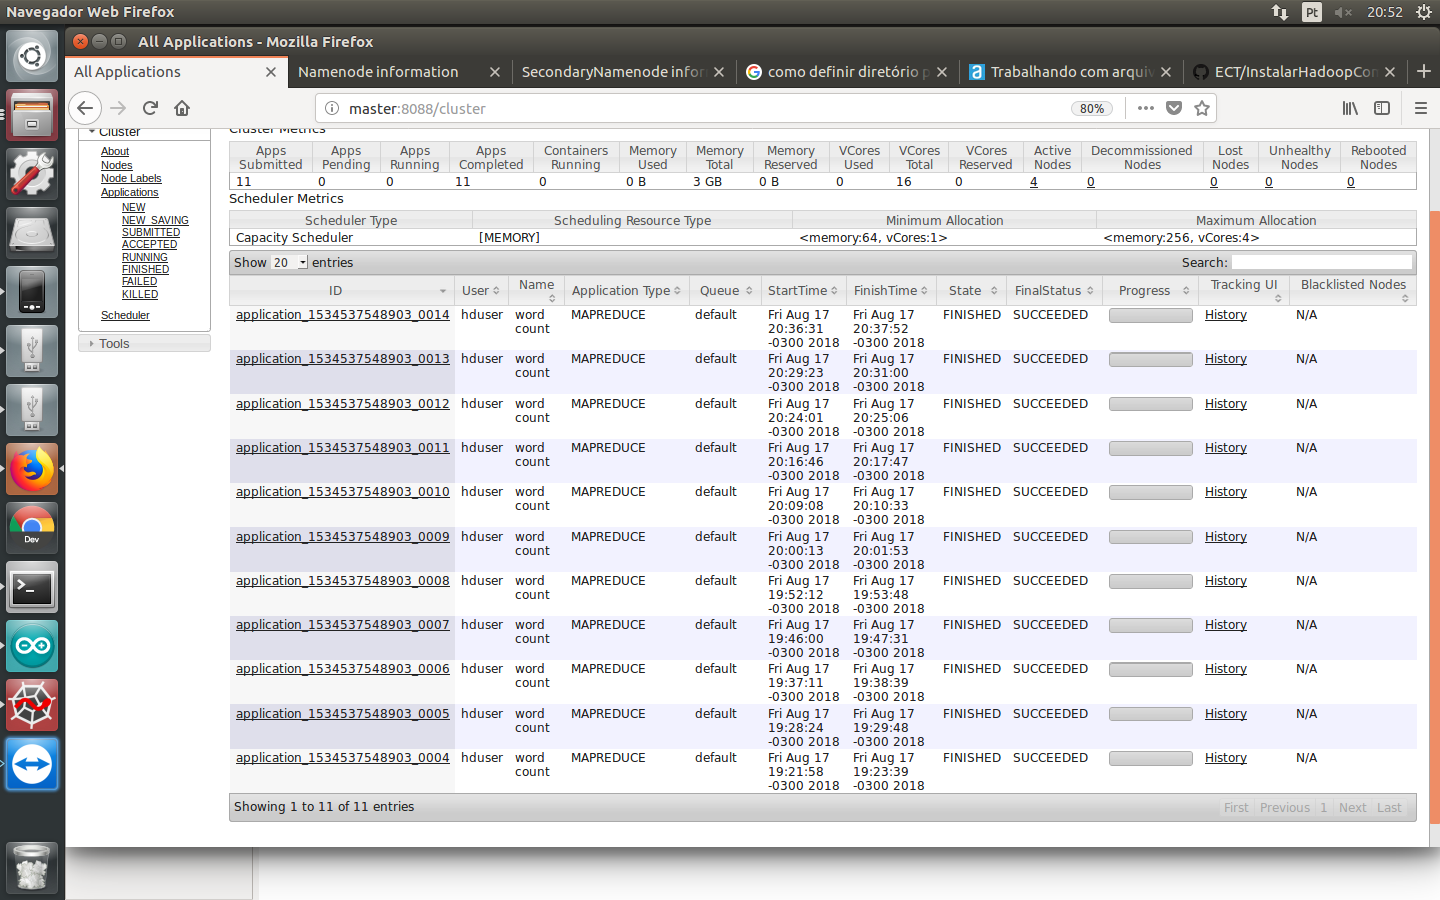 Navegador Web Firefox
Pt
20:52
All Applications - Mozilla Firefox
All Applications
Namenode information
SecondaryNamenode infor
como definir diretório p
Trabalhando com arquiv
ECT/InstalarHadoopCon
master:8088/cluster
80%
Cluster
About
Nodes
Node Labels
Applications
NEW
NEW_SAVING
SUBMITTED
ACCEPTED
RUNNING
FINISHED
FAILED
KILLED
Scheduler
Tools
Cluster Metrics
Apps Submitted
Apps Pending
Apps Running
Apps Completed
Containers Running
Memory Used
Memory Total
Memory Reserved
VCores Used
VCores Total
VCores Reserved
Active Nodes
Decommissioned Nodes
Lost Nodes
Unhealthy Nodes
Rebooted Nodes
11 0 0 11 0 0 B 3 GB 0 B 0 16 0 4 0 0 0 0
Scheduler Metrics
Scheduler Type Scheduling Resource Type Minimum Allocation Maximum Allocation
Capacity Scheduler [MEMORY] <memory:64, vCores:1> <memory:256, vCores:4>
Show 20 entries Search:
ID User Name Application Type Queue StartTime FinishTime State FinalStatus Progress Tracking UI Blacklisted Nodes
application_1534537548903_0014 hduser word count MAPREDUCE default Fri Aug 17 20:36:31 -0300 2018 Fri Aug 17 20:37:52 -0300 2018 FINISHED SUCCEEDED History N/A
application_1534537548903_0013 hduser word count MAPREDUCE default Fri Aug 17 20:29:23 -0300 2018 Fri Aug 17 20:31:00 -0300 2018 FINISHED SUCCEEDED History N/A
application_1534537548903_0012 hduser word count MAPREDUCE default Fri Aug 17 20:24:01 -0300 2018 Fri Aug 17 20:25:06 -0300 2018 FINISHED SUCCEEDED History N/A
application_1534537548903_0011 hduser word count MAPREDUCE default Fri Aug 17 20:16:46 -0300 2018 Fri Aug 17 20:17:47 -0300 2018 FINISHED SUCCEEDED History N/A
application_1534537548903_0010 hduser word count MAPREDUCE default Fri Aug 17 20:09:08 -0300 2018 Fri Aug 17 20:10:33 -0300 2018 FINISHED SUCCEEDED History N/A
application_1534537548903_0009 hduser word count MAPREDUCE default Fri Aug 17 20:00:13 -0300 2018 Fri Aug 17 20:01:53 -0300 2018 FINISHED SUCCEEDED History N/A
application_1534537548903_0008 hduser word count MAPREDUCE default Fri Aug 17 19:52:12 -0300 2018 Fri Aug 17 19:53:48 -0300 2018 FINISHED SUCCEEDED History N/A
application_1534537548903_0007 hduser word count MAPREDUCE default Fri Aug 17 19:46:00 -0300 2018 Fri Aug 17 19:47:31 -0300 2018 FINISHED SUCCEEDED History N/A
application_1534537548903_0006 hduser word count MAPREDUCE default Fri Aug 17 19:37:11 -0300 2018 Fri Aug 17 19:38:39 -0300 2018 FINISHED SUCCEEDED History N/A
application_1534537548903_0005 hduser word count MAPREDUCE default Fri Aug 17 19:28:24 -0300 2018 Fri Aug 17 19:29:48 -0300 2018 FINISHED SUCCEEDED History N/A
application_1534537548903_0004 hduser word count MAPREDUCE default Fri Aug 17 19:21:58 -0300 2018 Fri Aug 17 19:23:39 -0300 2018 FINISHED SUCCEEDED History N/A
Showing 1 to 11 of 11 entries First Previous 1 Next Last
Dev